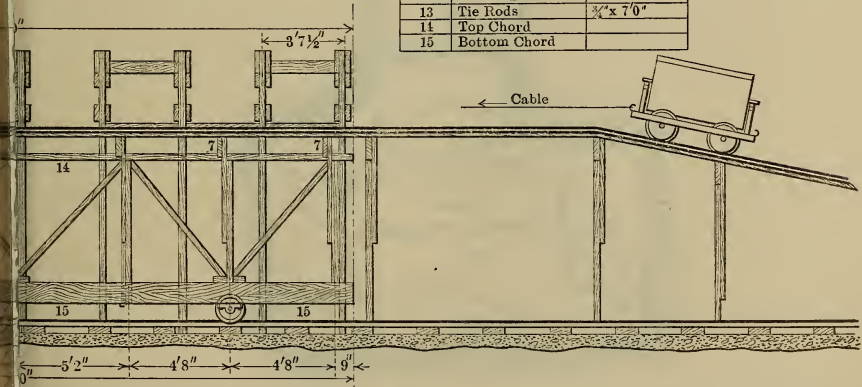 13 Tie Rods ¾"x 7'0"
14 Top Chord
15 Bottom Chord
"
3'7½"
Cable
7 7
14
15 15
5'2" 4'8" 4'8" 9"
0"